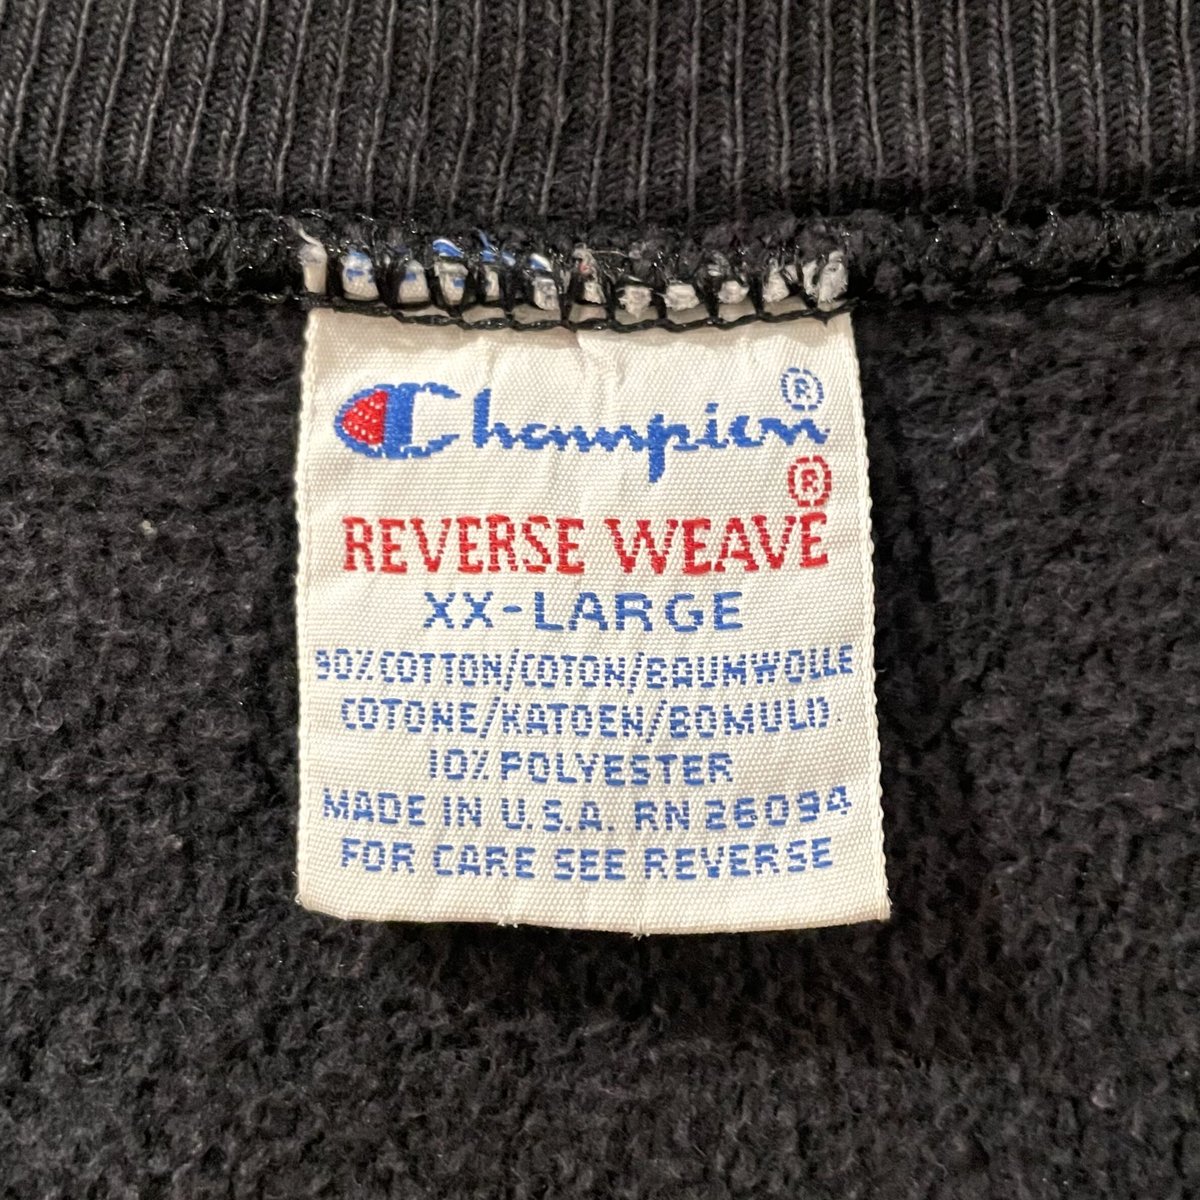 Champion®
REVERSE WEAVE®
XX-LARGE
90% COTTON/COTON/BAUMWOLLE
COTONE/KATOEN/BOMULD.
10% POLYESTER
MADE IN U.S.A. RN 26094
FOR CARE SEE REVERSE